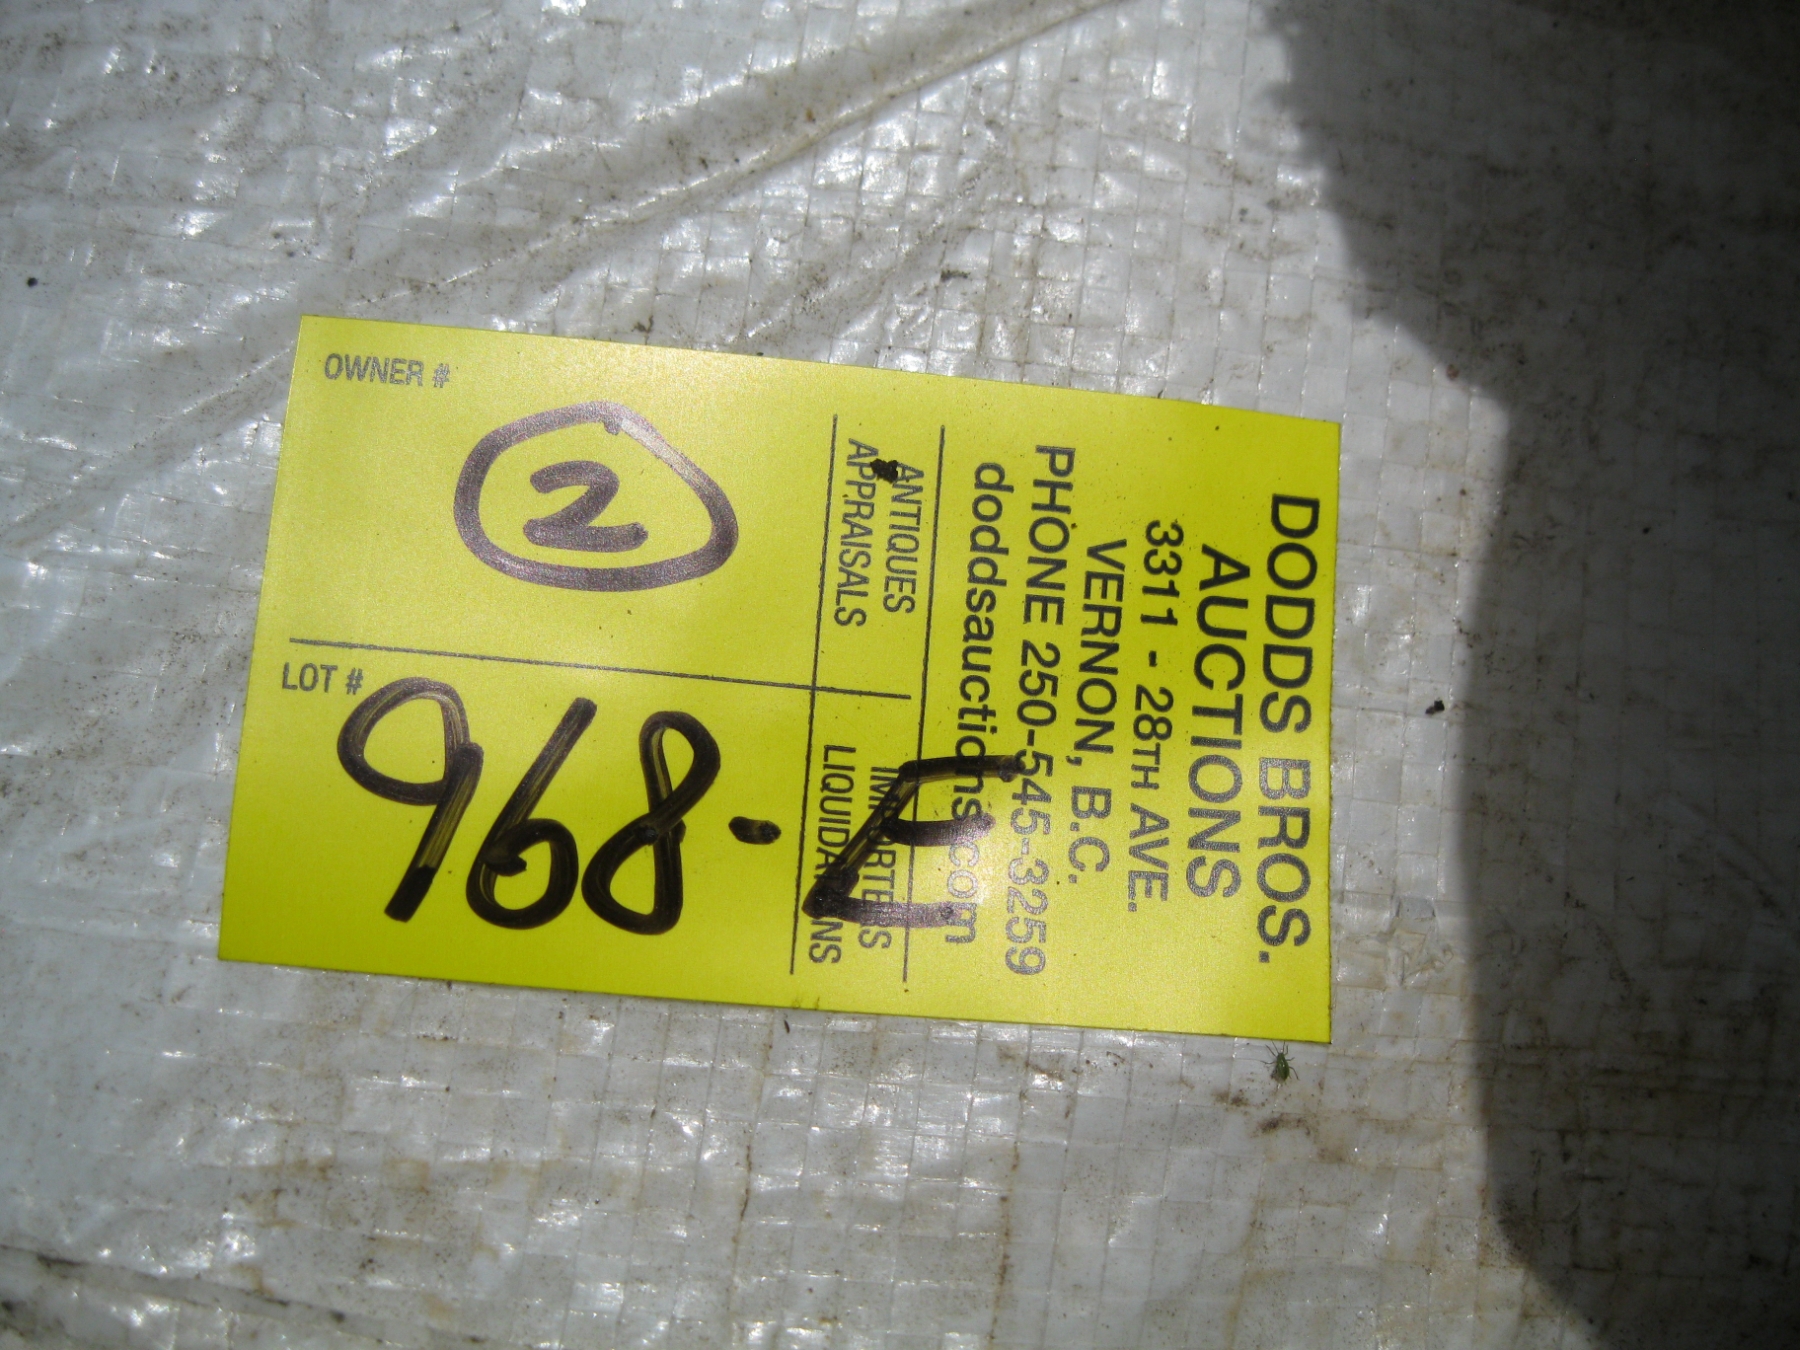 DODDS BROS.
AUCTIONS
3311 - 28TH AVE.
VERNON, B.C.
PHONE 250-545-3259
doddsauctions.com
ANTIQUES
APPRAISALS
IMPORTERS
LIQUIDATIONS
OWNER #
2
LOT #
968-E